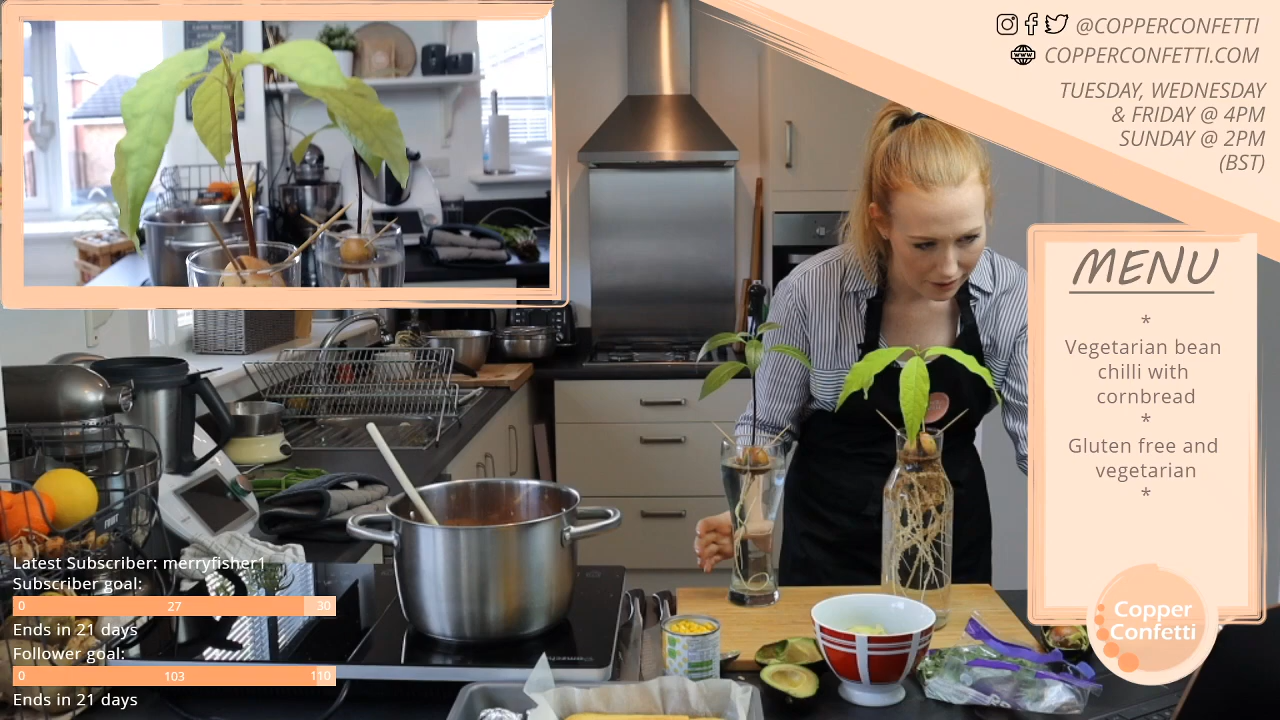 @COPPERCONFETTI
COPPERCONFETTI.COM
TUESDAY, WEDNESDAY
& FRIDAY @ 4PM
SUNDAY @ 2PM
(BST)
MENU
*
Vegetarian bean
chilli with
cornbread
*
Gluten free and
vegetarian
*
Copper
Confetti
FRUIT
Latest Subscriber: merryfisher1
Subscriber goal:
0 27 30
Ends in 21 days
Follower goal:
0 103 110
Ends in 21 days